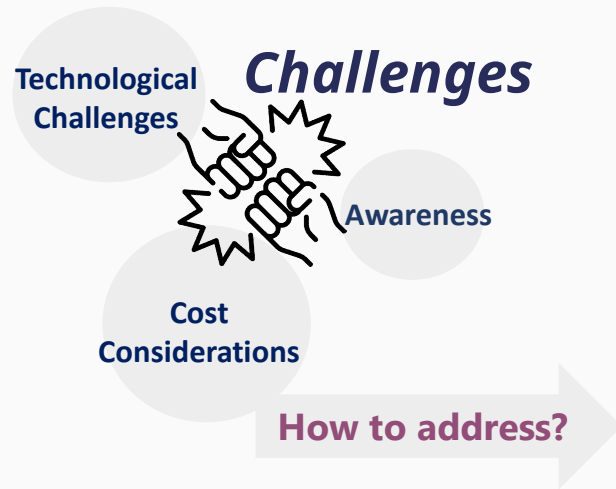 Challenges
Technological
Challenges
Awareness
Cost
Considerations
How to address?